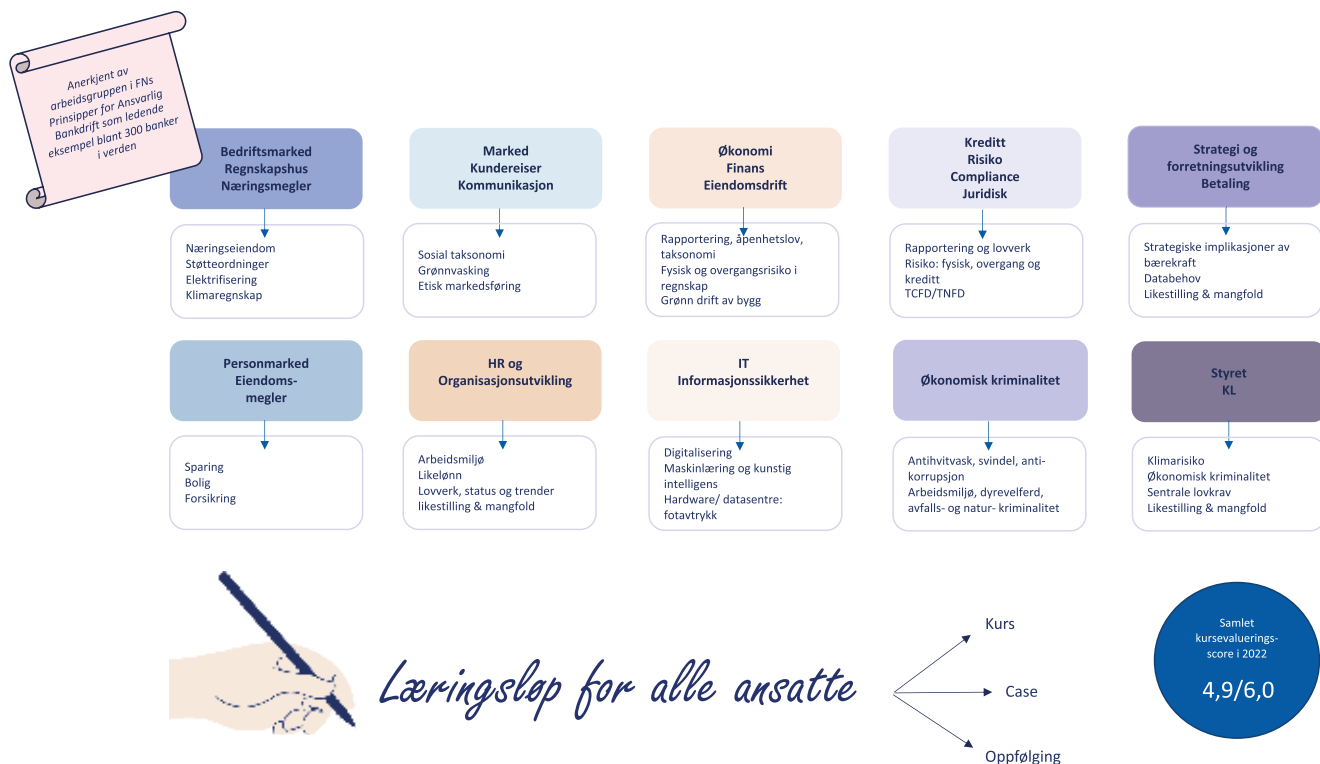 Anerkjent av
arbeidsgruppen i FNs
Prinsipper for Ansvarlig
Bankdrift som ledende
eksempel blant 300 banker
i verden
Bedriftsmarked
Regnskapshus
Næringsmegler
Næringseiendom
Støtteordninger
Elektrifisering
Klimaregnskap
Marked
Kundereiser
Kommunikasjon
Sosial taksonomi
Grønnvasking
Etisk markedsføring
Økonomi
Finans
Eiendomsdrift
Rapportering, åpenhetslov,
taksonomi
Fysisk og overgangsrisiko i
regnskap
Grønn drift av bygg
Kreditt
Risiko
Compliance
Juridisk
Rapportering og lovverk
Risiko: fysisk, overgang og
kreditt
TCFD/TNFD
Strategi og
forretningsutvikling
Betaling
Strategiske implikasjoner av
bærekraft
Databehov
Likestilling & mangfold
Personmarked
Eiendoms-
megler
Sparing
Bolig
Forsikring
HR og
Organisasjonsutvikling
Arbeidsmiljø
Likelønn
Lovverk, status og trender
likestilling & mangfold
IT
Informasjonssikkerhet
Digitalisering
Maskinlæring og kunstig
intelligens
Hardware/ datasentre:
fotavtrykk
Økonomisk kriminalitet
Antihvitvask, svindel, anti-
korrupsjon
Arbeidsmiljø, dyrevelferd,
avfalls- og natur- kriminalitet
Styret
KL
Klimarisiko
Økonomisk kriminalitet
Sentrale lovkrav
Likestilling & mangfold
Læringsløp for alle ansatte
Kurs
Case
Oppfølging
Samlet
kursevaluerings-
score i 2022
4,9/6,0